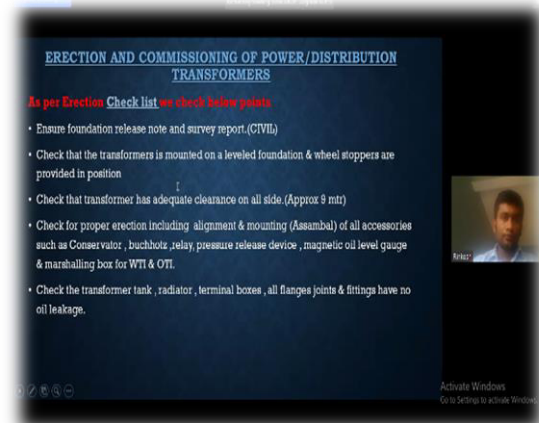 ERECTION AND COMMISSIONING OF POWER/DISTRIBUTION
TRANSFORMERS
As per Erection Check list we check below points
• Ensure foundation release note and survey report.(CIVIL)
• Check that the transformers is mounted on a leveled foundation & wheel stoppers are
provided in position
• Check that transformer has adequate clearance on all side.(Approx 9 mtr)
• Check for proper erection including alignment & mounting (Assambal) of all accessories
such as Conservator , buchholz ,relay, pressure release device , magnetic oil level gauge
& marshalling box for WTI & OTI.
• Check the transformer tank , radiator , terminal boxes , all flanges joints & fittings have no
oil leakage.
Activate Windows
Go to Settings to activate Windows.